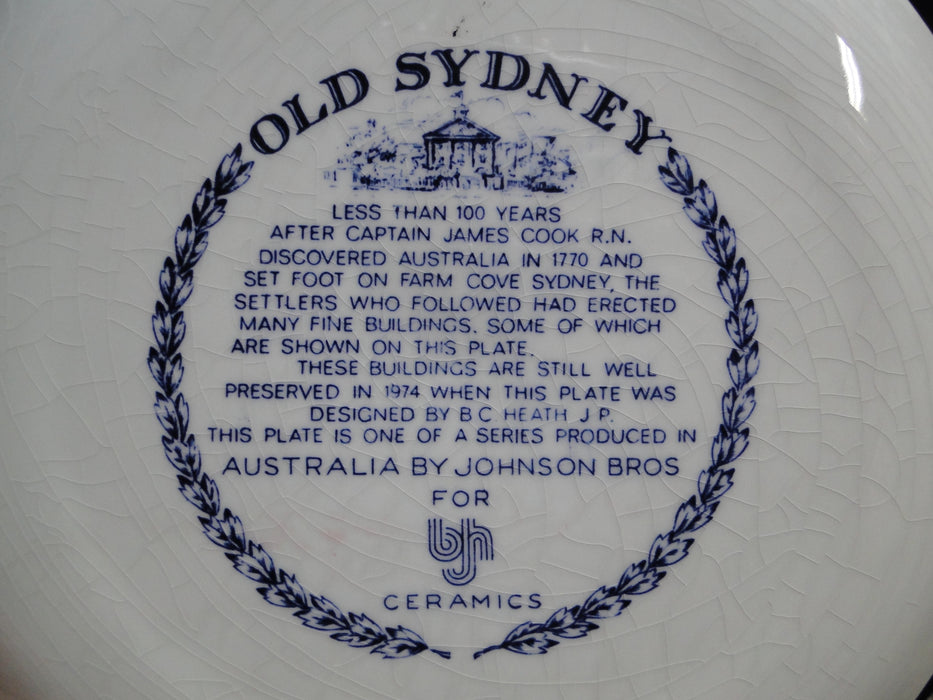 OLD SYDNEY
LESS THAN 100 YEARS
AFTER CAPTAIN JAMES COOK R.N.
DISCOVERED AUSTRALIA IN 1770 AND
SET FOOT ON FARM COVE SYDNEY, THE
SETTLERS WHO FOLLOWED HAD ERECTED
MANY FINE BUILDINGS. SOME OF WHICH
ARE SHOWN ON THIS PLATE.
THESE BUILDINGS ARE STILL WELL
PRESERVED IN 1974 WHEN THIS PLATE WAS
DESIGNED BY B C HEATH J P.
THIS PLATE IS ONE OF A SERIES PRODUCED IN
AUSTRALIA BY JOHNSON BROS
FOR
bjh
CERAMICS